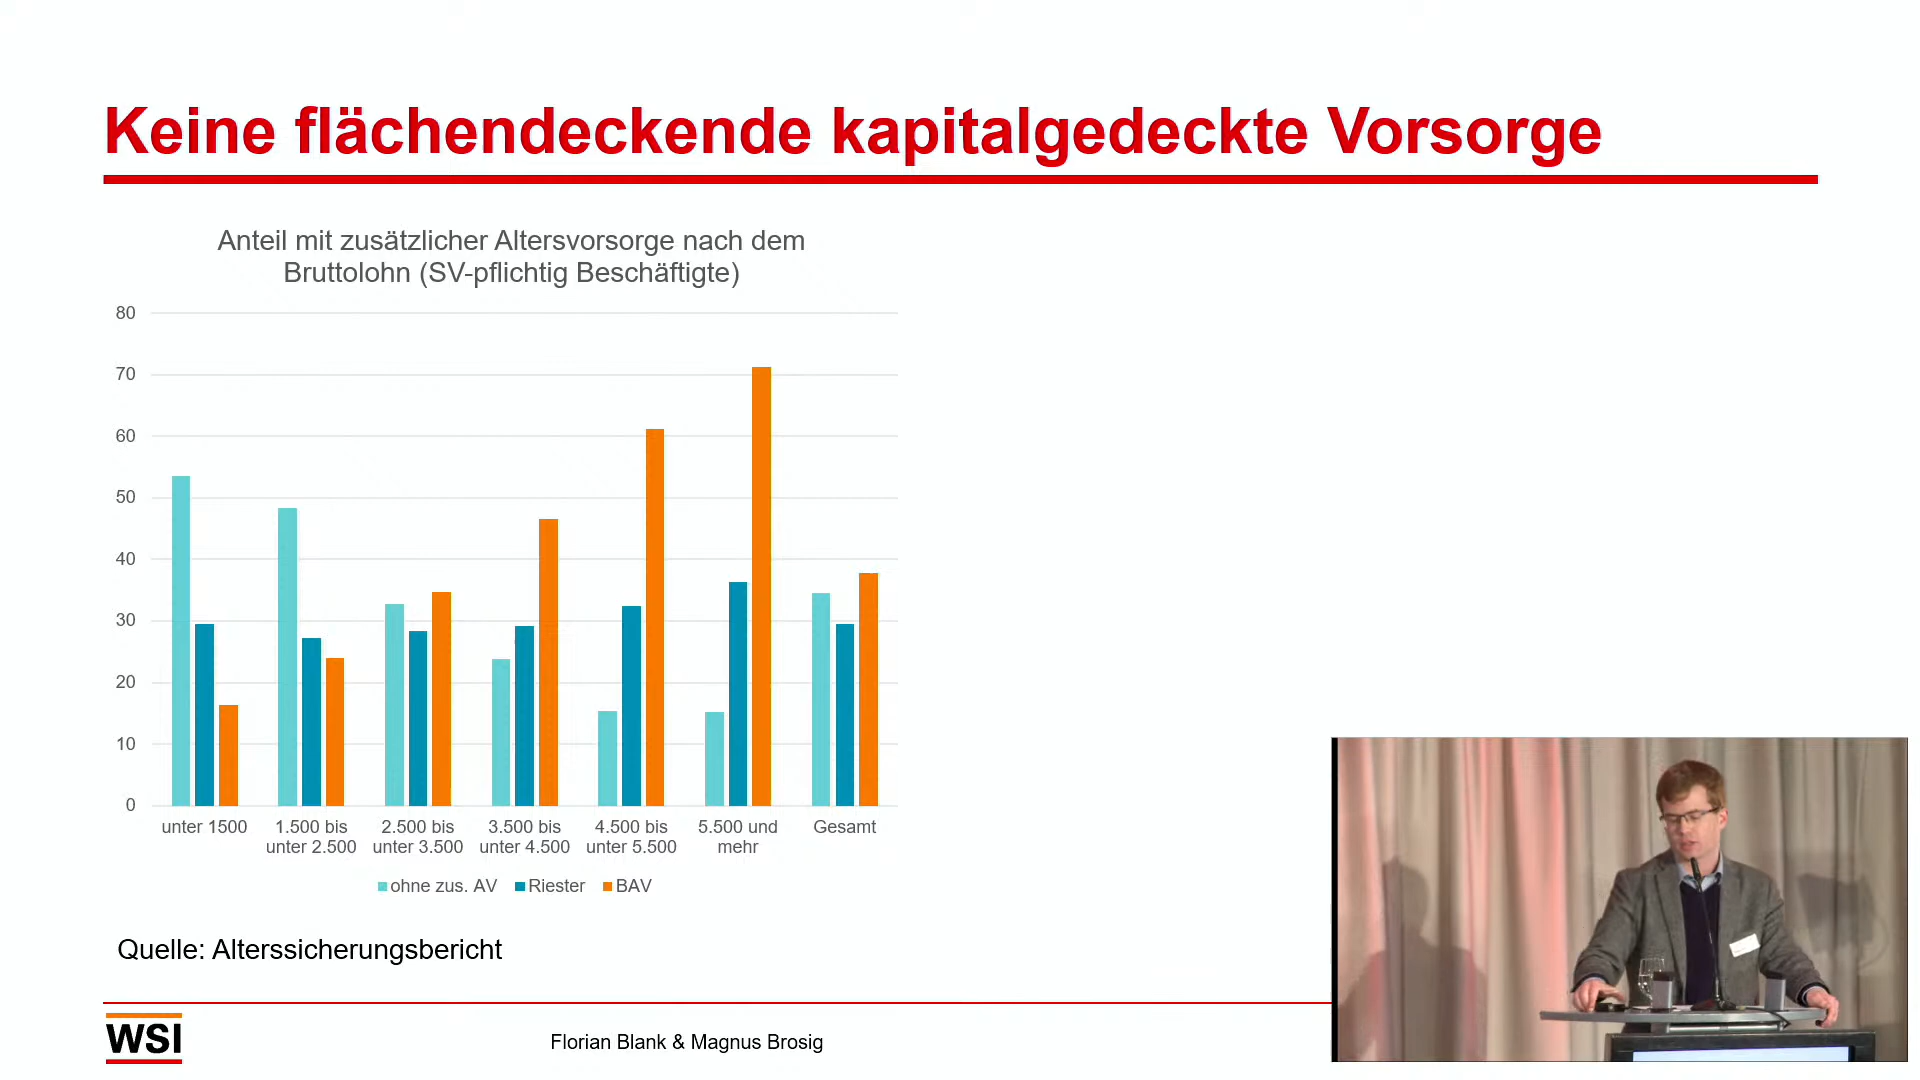 Keine flächendeckende kapitalgedeckte Vorsorge
Anteil mit zusätzlicher Altersvorsorge nach dem
Bruttolohn (SV-pflichtig Beschäftigte)
80
70
60
50
40
30
20
10
0
unter 1500
1.500 bis
unter 2.500
2.500 bis
unter 3.500
3.500 bis
unter 4.500
4.500 bis
unter 5.500
5.500 und
mehr
Gesamt
ohne zus. AV
Riester
BAV
Quelle: Alterssicherungsbericht
WSI
Florian Blank & Magnus Brosig